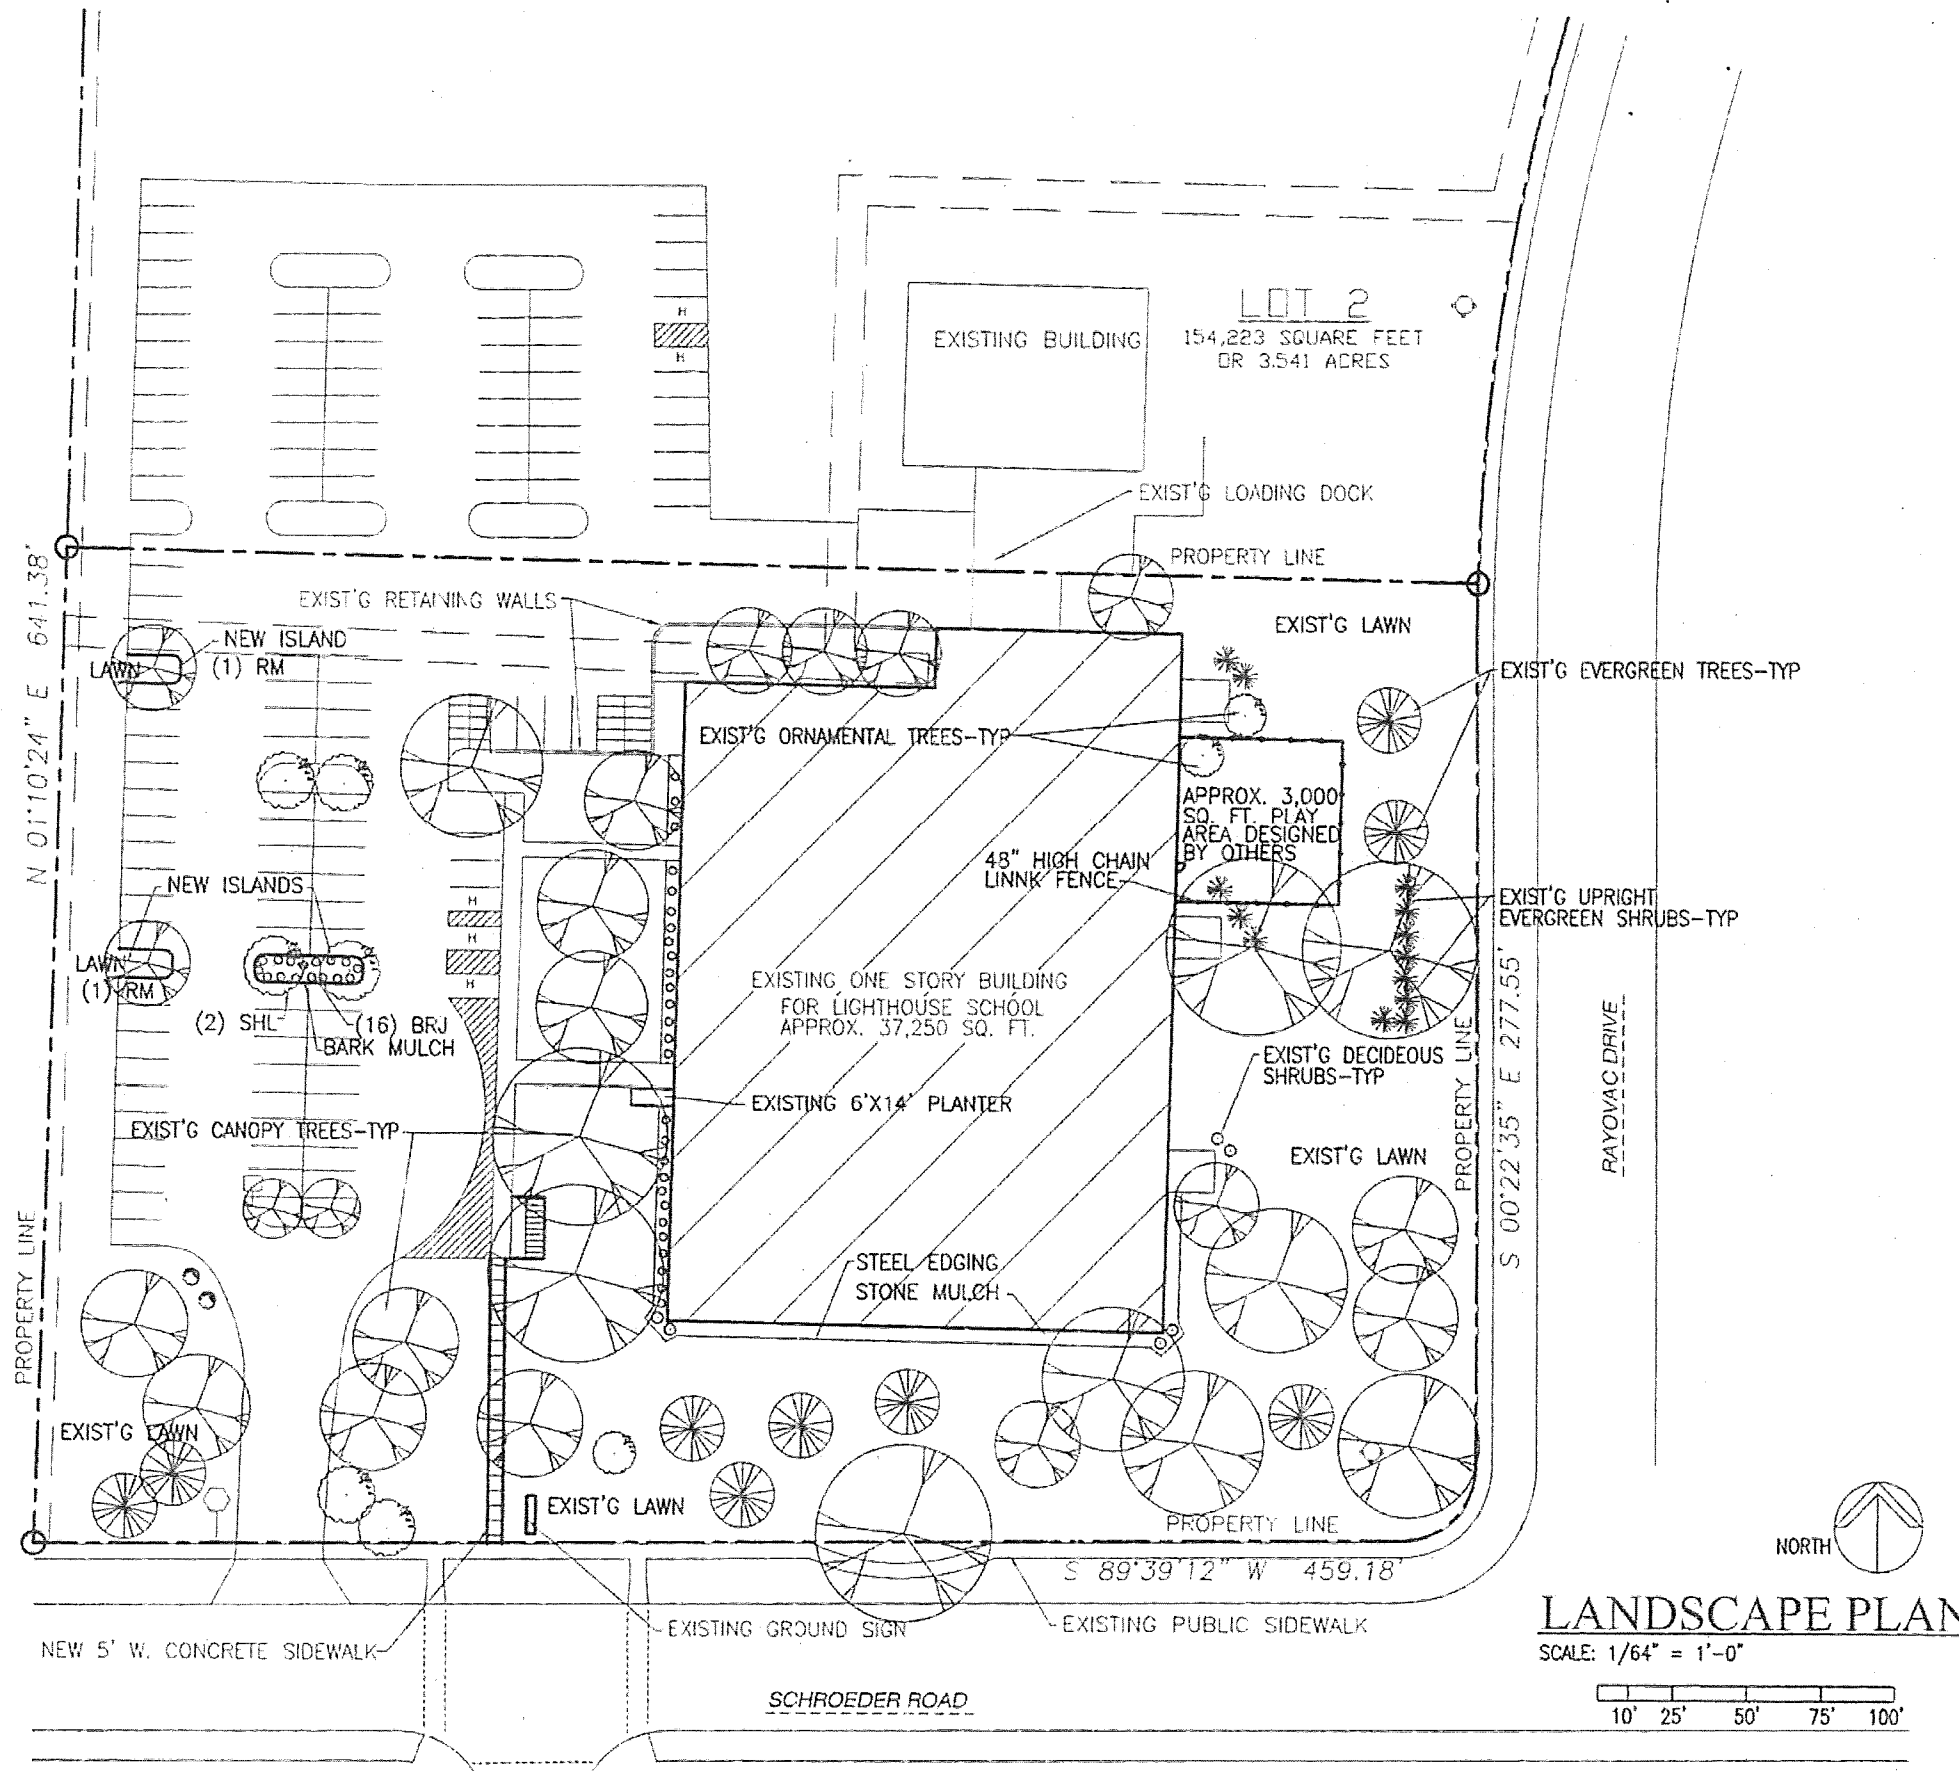 LOT 2
154,223 SQUARE FEET
OR 3.541 ACRES
EXISTING BUILDING
H
H
EXIST'G LOADING DOCK
PROPERTY LINE
N 01°10'24" E 641.38'
EXIST'G RETAINING WALLS
NEW ISLAND
(1) RM
LAWN
EXIST'G LAWN
EXIST'G EVERGREEN TREES-TYP
EXIST'G ORNAMENTAL TREES-TYP
APPROX. 3,000
SQ. FT. PLAY
AREA DESIGNED
BY OTHERS
48" HIGH CHAIN
LINNK FENCE
NEW ISLANDS
H
H
H
EXIST'G UPRIGHT
EVERGREEN SHRUBS-TYP
LAWN
(1) RM
(2) SHL
(16) BRJ
BARK MULCH
EXISTING ONE STORY BUILDING
FOR LIGHTHOUSE SCHOOL
APPROX. 37,250 SQ. FT.
EXIST'G DECIDEOUS
SHRUBS-TYP
PROPERTY LINE
S 00°22'35" E 277.55'
RAYOVAC DRIVE
EXISTING 6'X14' PLANTER
EXIST'G CANOPY TREES-TYP
EXIST'G LAWN
PROPERTY LINE
STEEL EDGING
STONE MULCH
EXIST'G LAWN
EXIST'G LAWN
PROPERTY LINE
S 89°39'12" W 459.18'
NORTH
EXISTING GROUND SIGN
EXISTING PUBLIC SIDEWALK
NEW 5' W. CONCRETE SIDEWALK
SCHROEDER ROAD
LANDSCAPE PLAN
SCALE: 1/64" = 1'-0"
10' 25' 50' 75' 100'